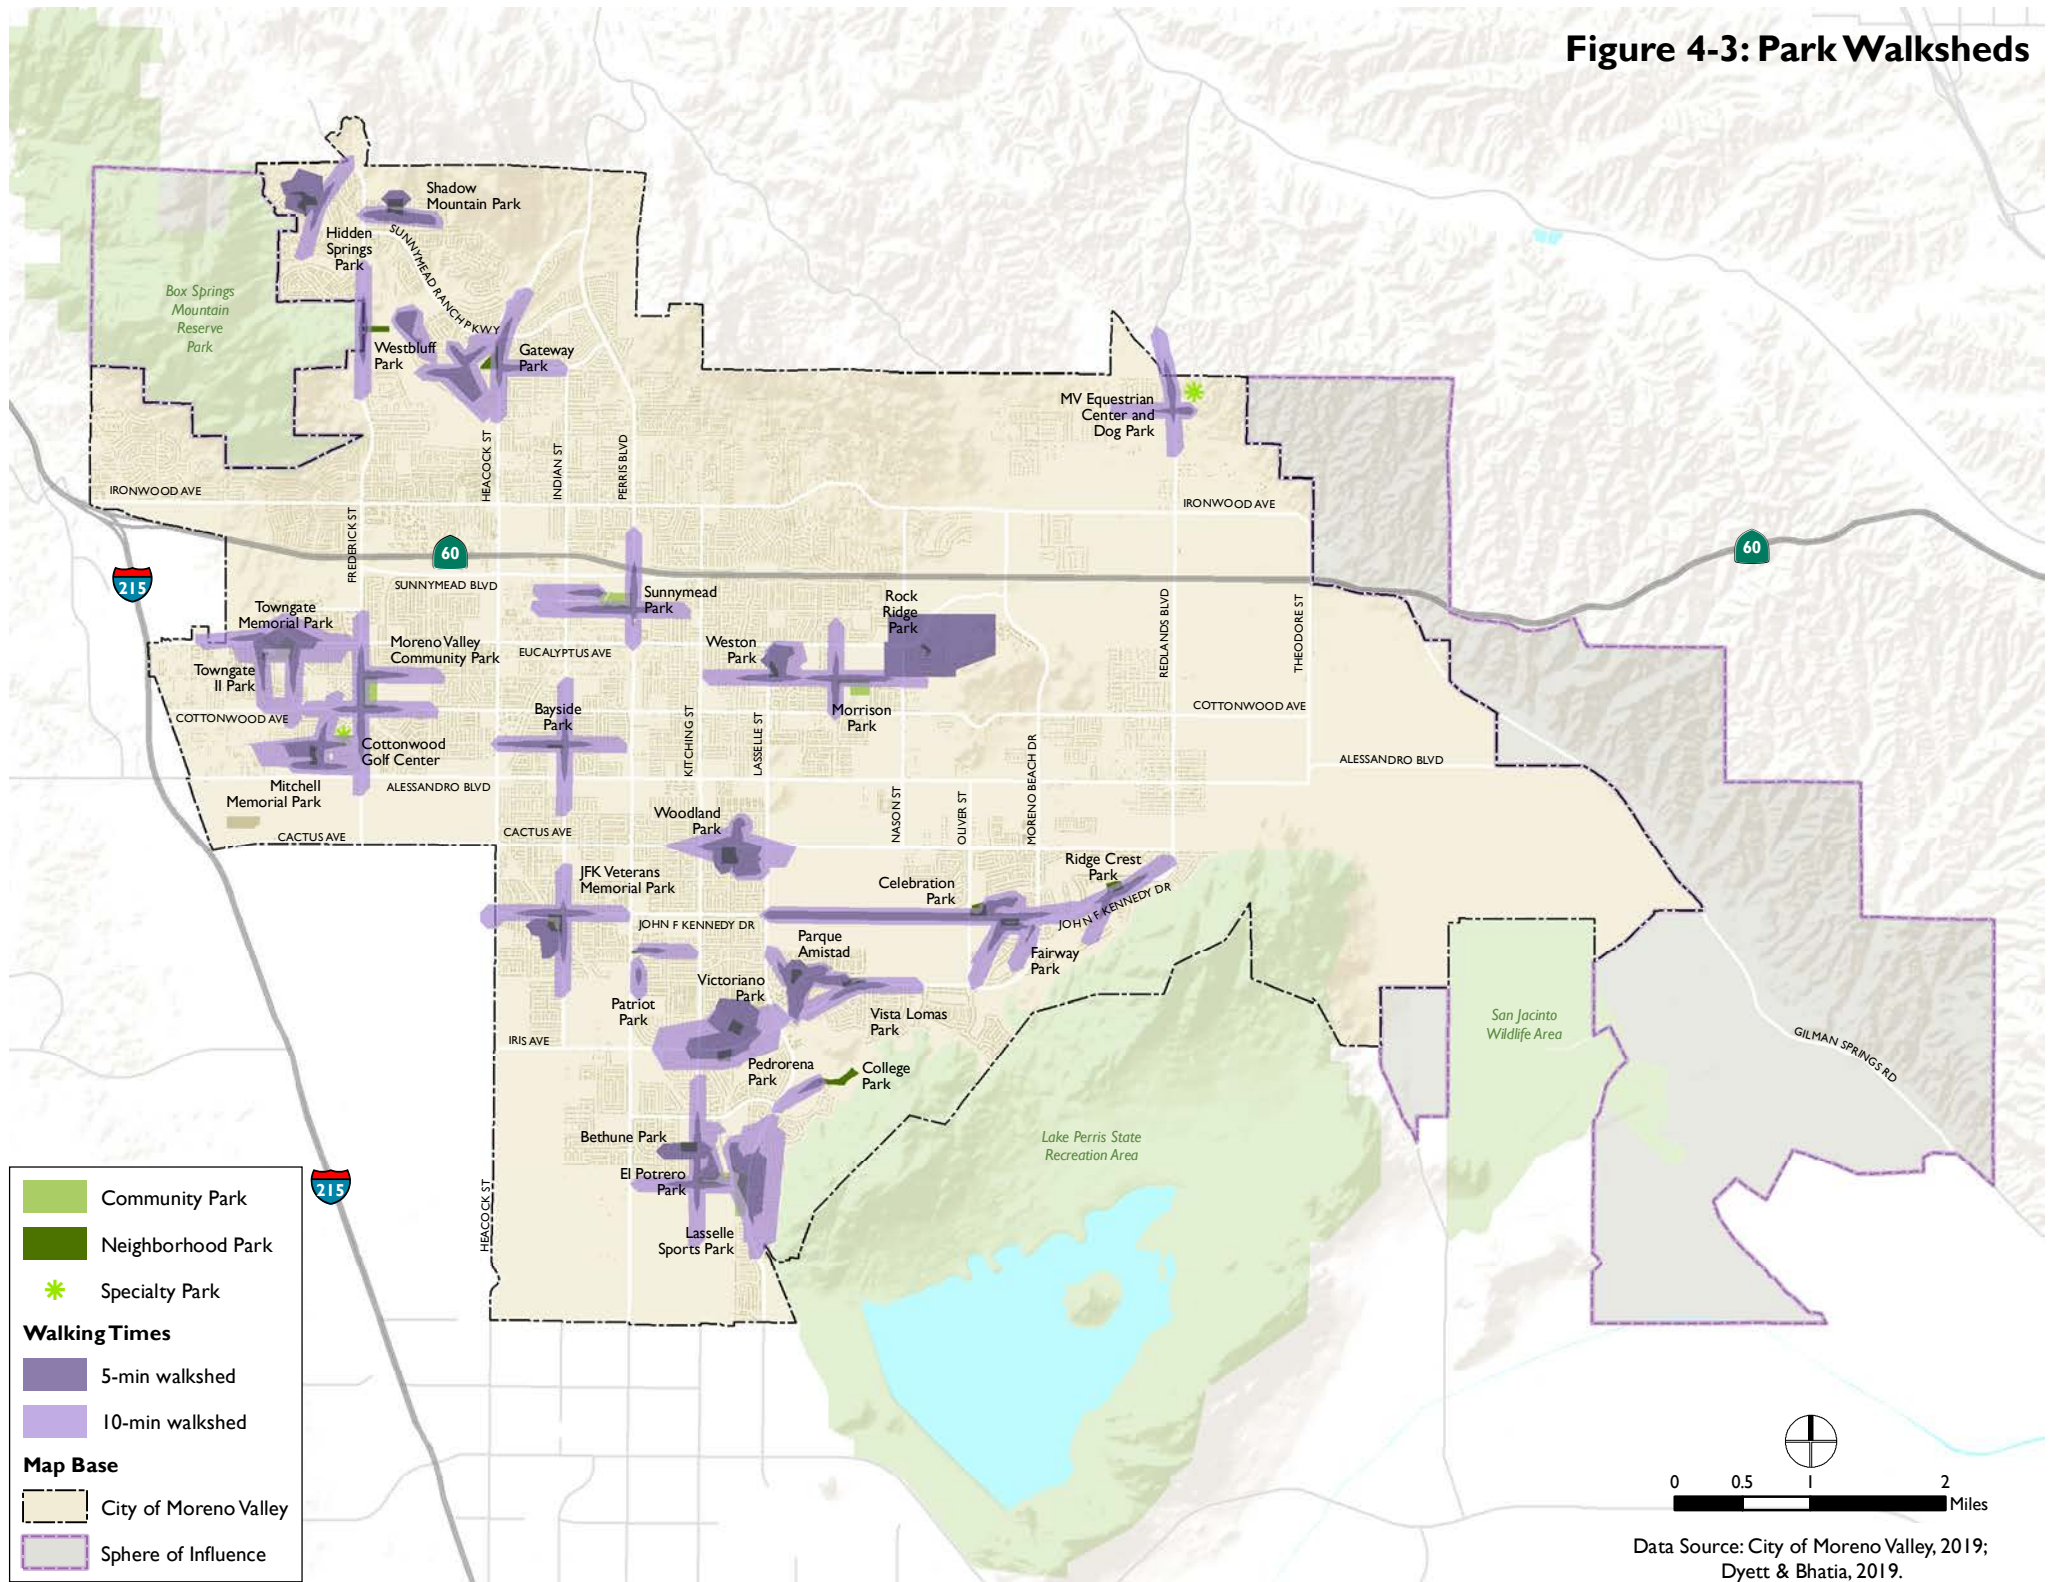 Figure 4-3: Park Walksheds
Shadow
Mountain Park
Hidden
Springs
Park
SUNNYMEAD RANCH PKWY
Box Springs
Mountain
Reserve
Park
Westbluff
Park
Gateway
Park
MV Equestrian
Center and
Dog Park
HEACOCK ST
INDIAN ST
PERRIS BLVD
IRONWOOD AVE
IRONWOOD AVE
FREDERICK ST
60
60
215
SUNNYMEAD BLVD
Sunnymead
Park
Rock
Ridge
Park
Towngate
Memorial Park
Moreno Valley
Community Park
EUCALYPTUS AVE
Weston
Park
REDLANDS BLVD
THEODORE ST
Towngate
II Park
COTTONWOOD AVE
Bayside
Park
Morrison
Park
COTTONWOOD AVE
KITCHING ST
LASSELLE ST
Cottonwood
Golf Center
MORENO BEACH DR
ALESSANDRO BLVD
Mitchell
Memorial Park
ALESSANDRO BLVD
Woodland
Park
NASON ST
OLIVER ST
CACTUS AVE
CACTUS AVE
JFK Veterans
Memorial Park
Celebration
Park
Ridge Crest
Park
JOHN F KENNEDY DR
JOHN F KENNEDY DR
Parque
Amistad
Fairway
Park
Victoriano
Park
Patriot
Park
Vista Lomas
Park
San Jacinto
Wildlife Area
GILMAN SPRINGS RD
IRIS AVE
Pedrorena
Park
College
Park
Bethune Park
Lake Perris State
Recreation Area
El Potrero
Park
HEACOCK ST
Lasselle
Sports Park
215
Community Park
Neighborhood Park
Specialty Park
Walking Times
5-min walkshed
10-min walkshed
Map Base
City of Moreno Valley
Sphere of Influence
0 0.5 1 2
Miles
Data Source: City of Moreno Valley, 2019;
Dyett & Bhatia, 2019.